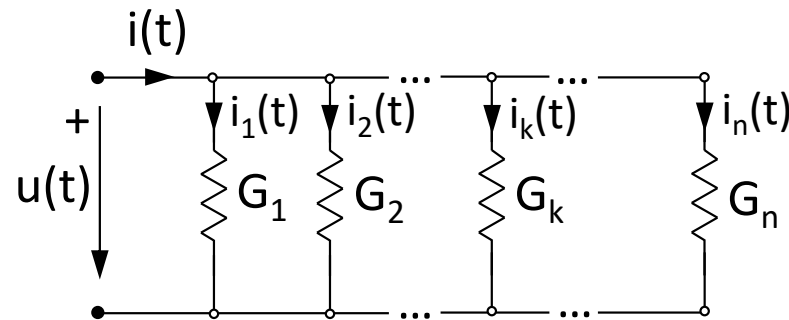 i(t)
... ...
+ i₁(t) i₂(t) iₖ(t) iₙ(t)
u(t) G₁ G₂ Gₖ Gₙ
... ...